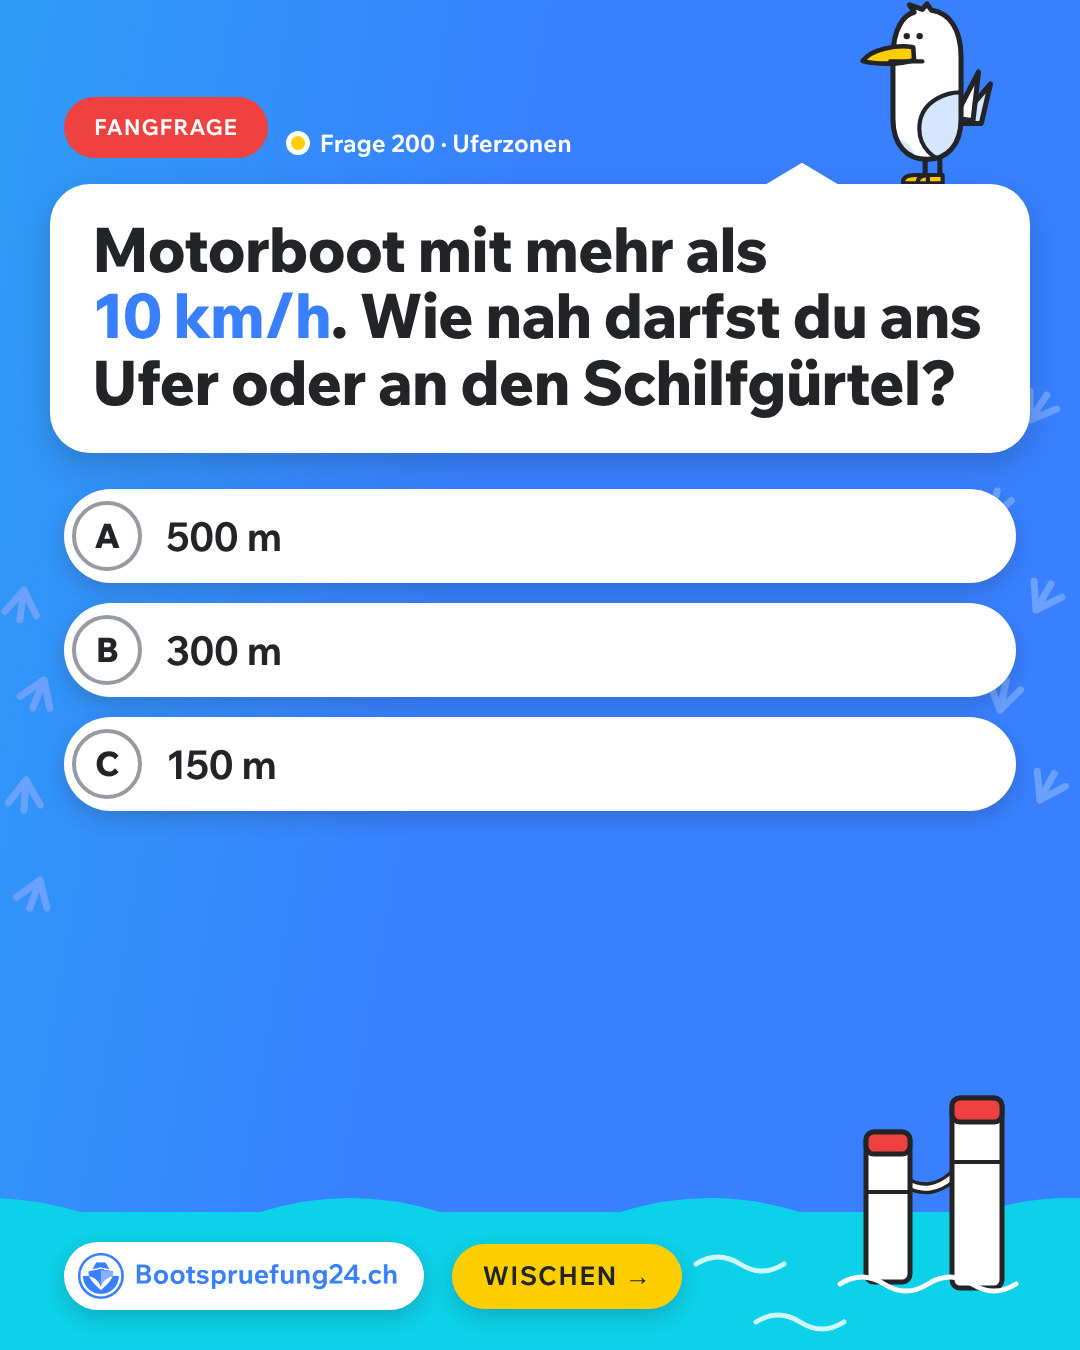 FANGFRAGE
Frage 200 · Uferzonen
Motorboot mit mehr als
10 km/h. Wie nah darfst du ans
Ufer oder an den Schilfgürtel?
A 500 m
B 300 m
C 150 m
Bootspruefung24.ch
WISCHEN →